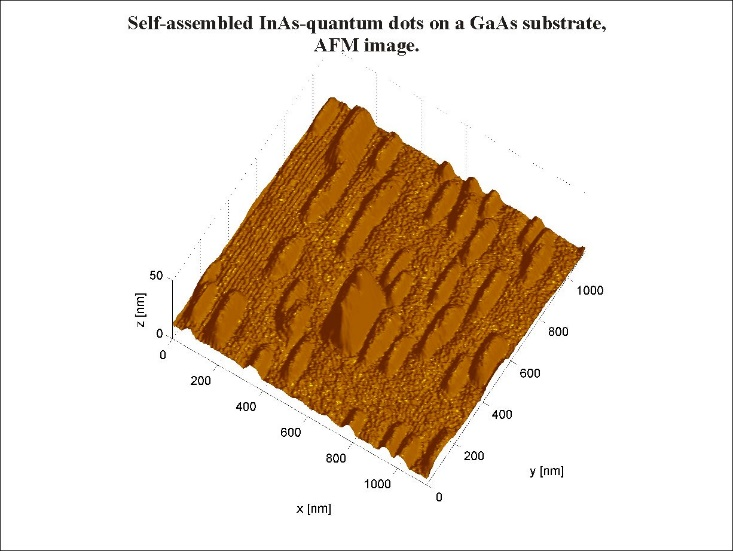 Self-assembled InAs-quantum dots on a GaAs substrate,
AFM image.
50
z [nm]
0
0
200
400
600
800
1000
x [nm]
0
200
400
600
800
1000
y [nm]